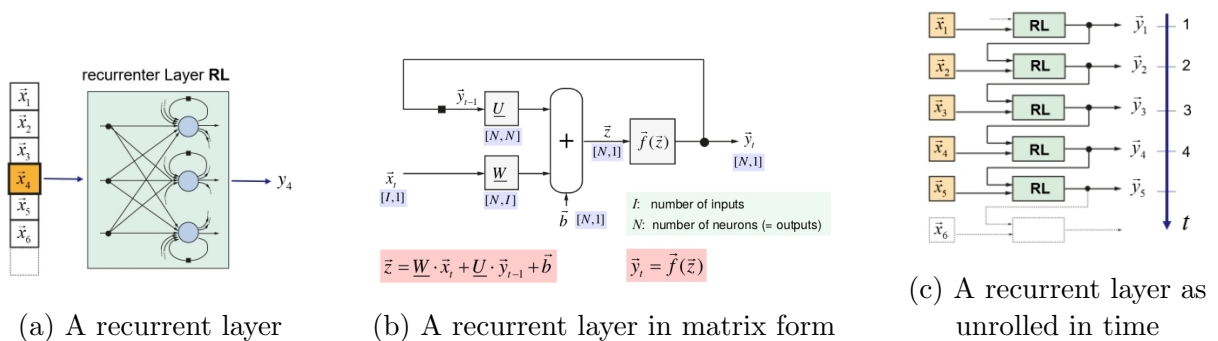 recurrenter Layer RL
x⃗₁
x⃗₂
x⃗₃
x⃗₄
x⃗₅
x⃗₆
y₄
(a) A recurrent layer
y⃗ₜ₋₁
U
[N, N]
+
z⃗
[N,1]
f⃗(z⃗)
y⃗ₜ
[N,1]
x⃗ₜ
[I,1]
W
[N,I]
b⃗ [N,1]
I: number of inputs
N: number of neurons (= outputs)
z⃗ = W · x⃗ₜ + U · y⃗ₜ₋₁ + b⃗
y⃗ₜ = f⃗(z⃗)
(b) A recurrent layer in matrix form
x⃗₁ RL y⃗₁ 1
x⃗₂ RL y⃗₂ 2
x⃗₃ RL y⃗₃ 3
x⃗₄ RL y⃗₄ 4
x⃗₅ RL y⃗₅
x⃗₆
t
(c) A recurrent layer as
unrolled in time